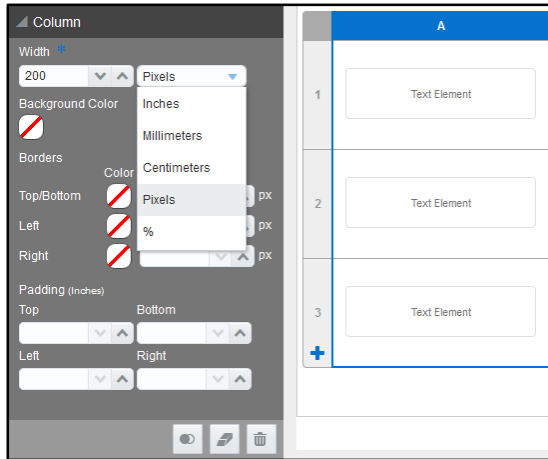 Column
Width *
200 Pixels
Inches
Millimeters
Centimeters
Pixels
%
Background Color
Borders
Color
Top/Bottom px
Left px
Right px
Padding (Inches)
Top Bottom
Left Right
A
1 Text Element
2 Text Element
3 Text Element